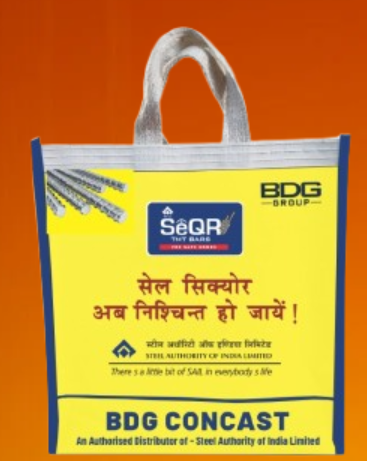 BDG
GROUP
SêQR
TMT BARS
सेल सिक्योर
अब निश्चिन्त हो जायें !
स्टील अथॉरिटी ऑफ इण्डिया लिमिटेड
STEEL AUTHORITY OF INDIA LIMITED
There s a little bit of SAIL in everybody s life
BDG CONCAST
An Authorised Distributor of - Steel Authority of India Limited